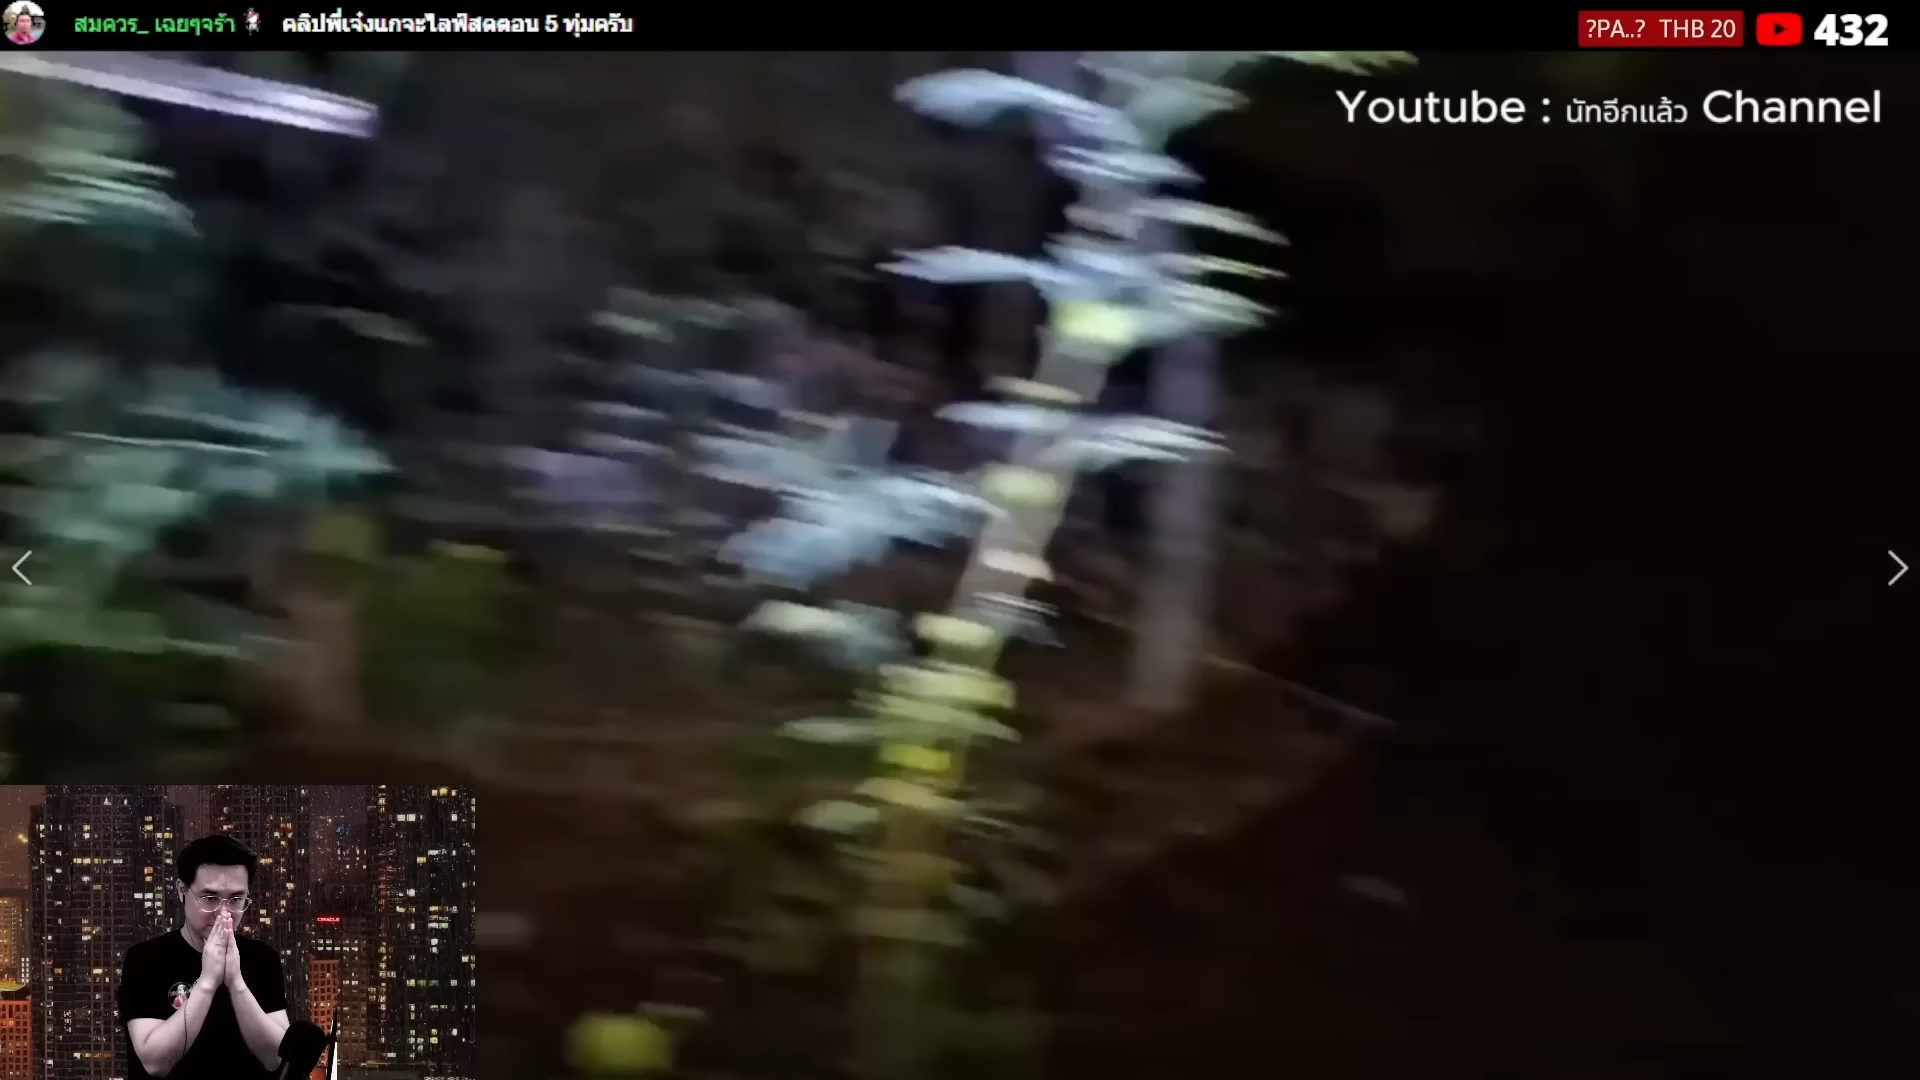 สมควร_ เฉยๆจร้า คลิปพี่เจ๋งแกจะไลฟ์สดตอน 5 ทุ่มครับ
?PA..? THB 20 432
Youtube : นัทอีกแล้ว Channel
ORACLE